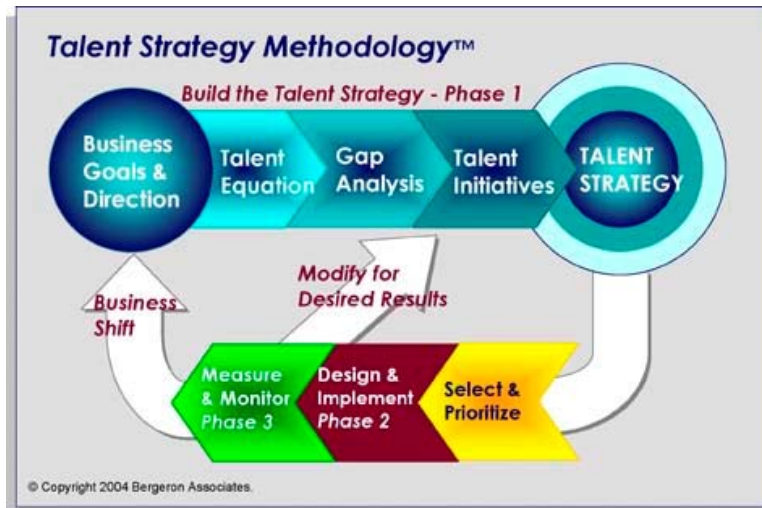 Talent Strategy Methodology™
Build the Talent Strategy - Phase 1
Business
Goals &
Direction
Talent
Equation
Gap
Analysis
Talent
Initiatives
TALENT
STRATEGY
Business
Shift
Modify for
Desired Results
Measure
& Monitor
Phase 3
Design &
Implement
Phase 2
Select &
Prioritize
© Copyright 2004 Bergeron Associates.